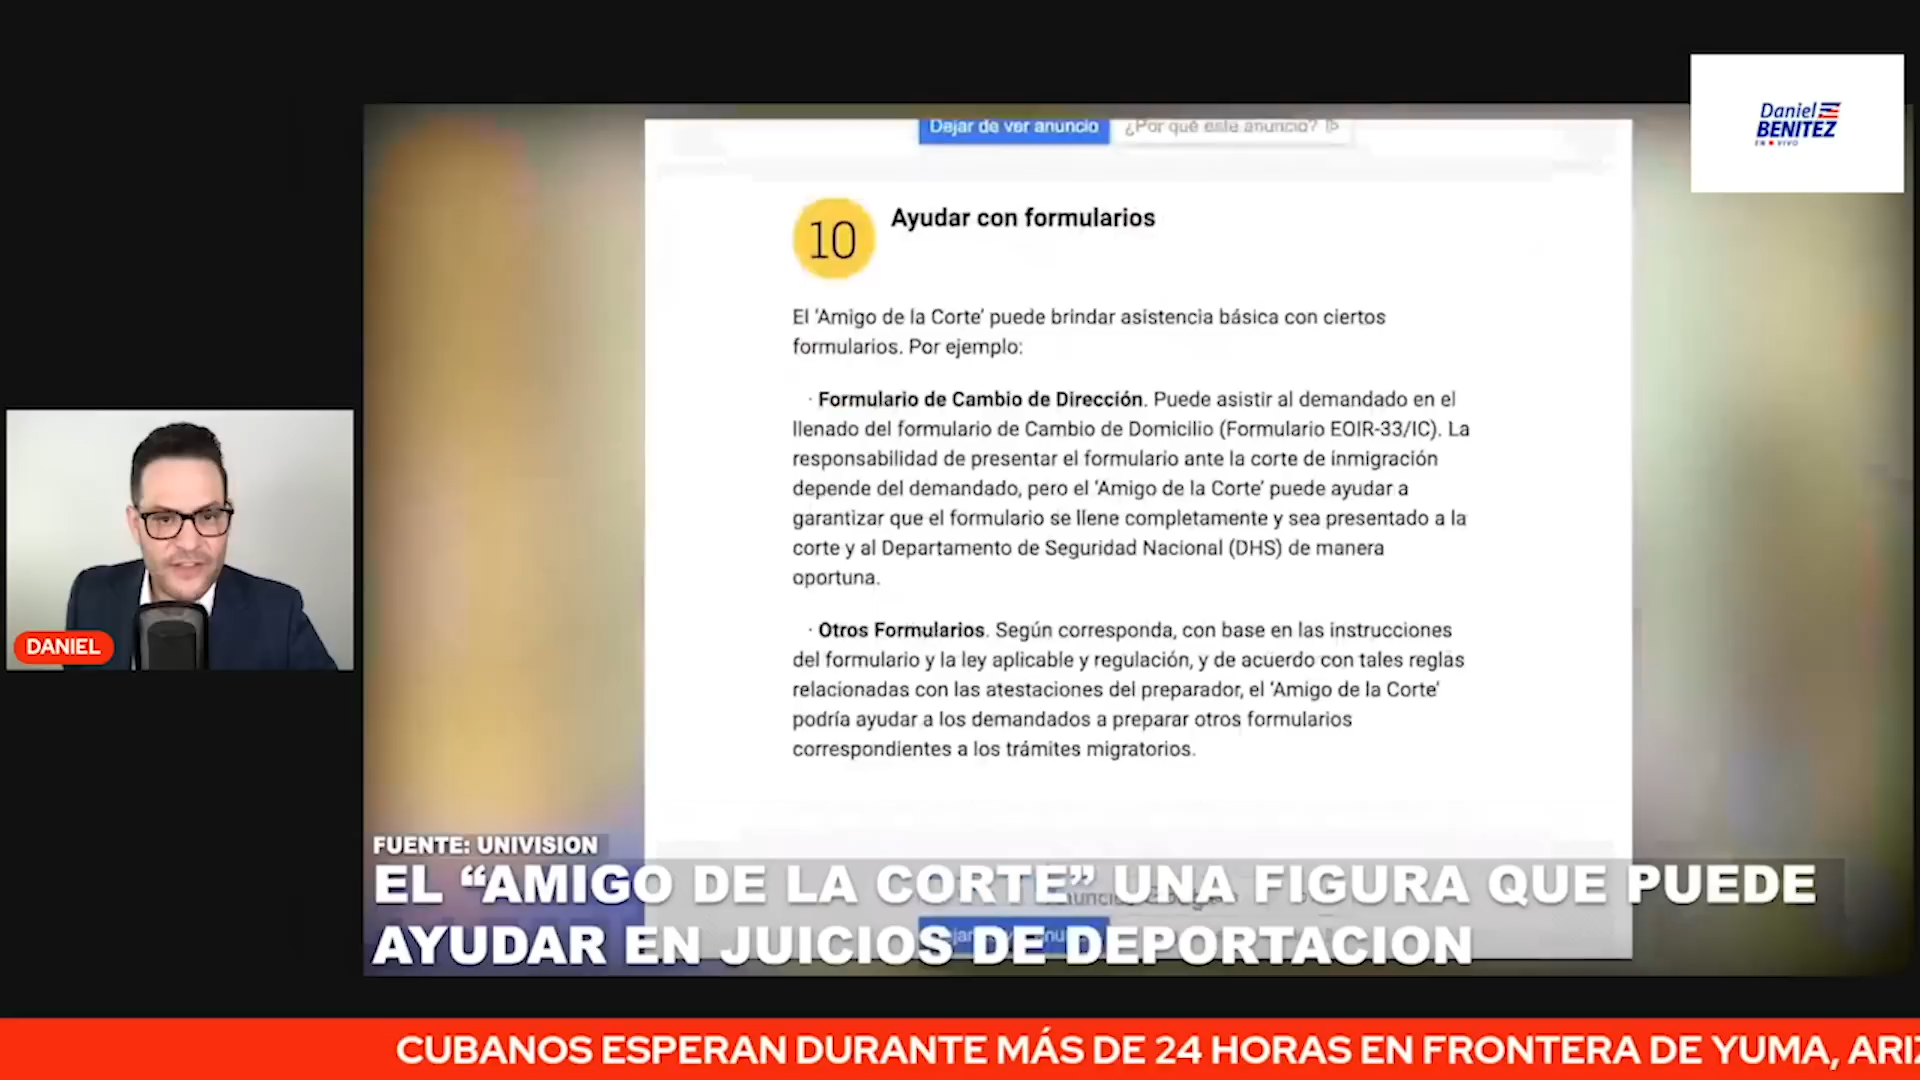 Dejar de ver anuncio ¿Por qué este anuncio?
Daniel
BENITEZ
EN VIVO
10 Ayudar con formularios
El ‘Amigo de la Corte’ puede brindar asistencia básica con ciertos
formularios. Por ejemplo:
· Formulario de Cambio de Dirección. Puede asistir al demandado en el
llenado del formulario de Cambio de Domicilio (Formulario EOIR-33/IC). La
responsabilidad de presentar el formulario ante la corte de inmigración
depende del demandado, pero el ‘Amigo de la Corte’ puede ayudar a
garantizar que el formulario se llene completamente y sea presentado a la
corte y al Departamento de Seguridad Nacional (DHS) de manera
oportuna.
· Otros Formularios. Según corresponda, con base en las instrucciones
del formulario y la ley aplicable y regulación, y de acuerdo con tales reglas
relacionadas con las atestaciones del preparador, el ‘Amigo de la Corte’
podría ayudar a los demandados a preparar otros formularios
correspondientes a los trámites migratorios.
DANIEL
FUENTE: UNIVISION
EL “AMIGO DE LA CORTE” UNA FIGURA QUE PUEDE
AYUDAR EN JUICIOS DE DEPORTACION
CUBANOS ESPERAN DURANTE MÁS DE 24 HORAS EN FRONTERA DE YUMA, ARIZ